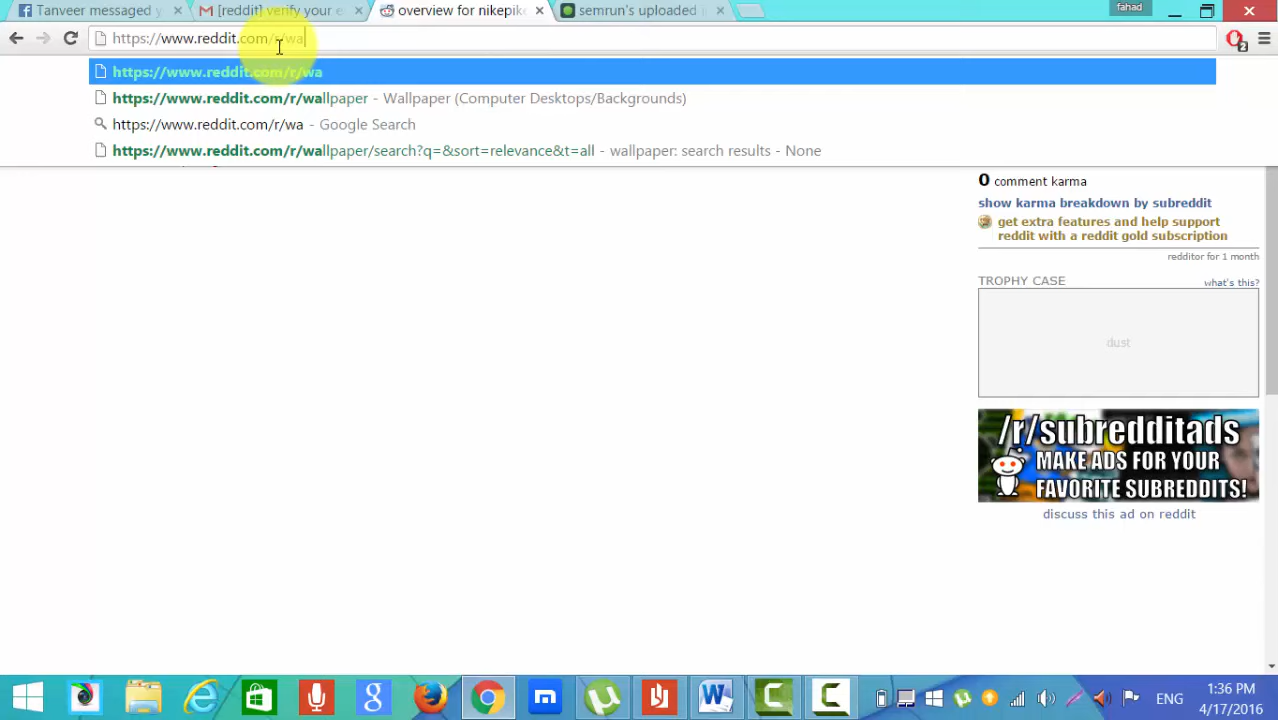 Tanveer messaged y
[reddit] verify your e
overview for nikepike
semrun's uploaded i
fahad
https://www.reddit.com/r/wa
2
https://www.reddit.com/r/wa
https://www.reddit.com/r/wallpaper - Wallpaper (Computer Desktops/Backgrounds)
https://www.reddit.com/r/wa - Google Search
https://www.reddit.com/r/wallpaper/search?q=&sort=relevance&t=all - wallpaper: search results - None
0 comment karma
show karma breakdown by subreddit
get extra features and help support
reddit with a reddit gold subscription
redditor for 1 month
TROPHY CASE
what's this?
dust
/r/subredditads
MAKE ADS FOR YOUR
FAVORITE SUBREDDITS!
discuss this ad on reddit
ENG
1:36 PM
4/17/2016